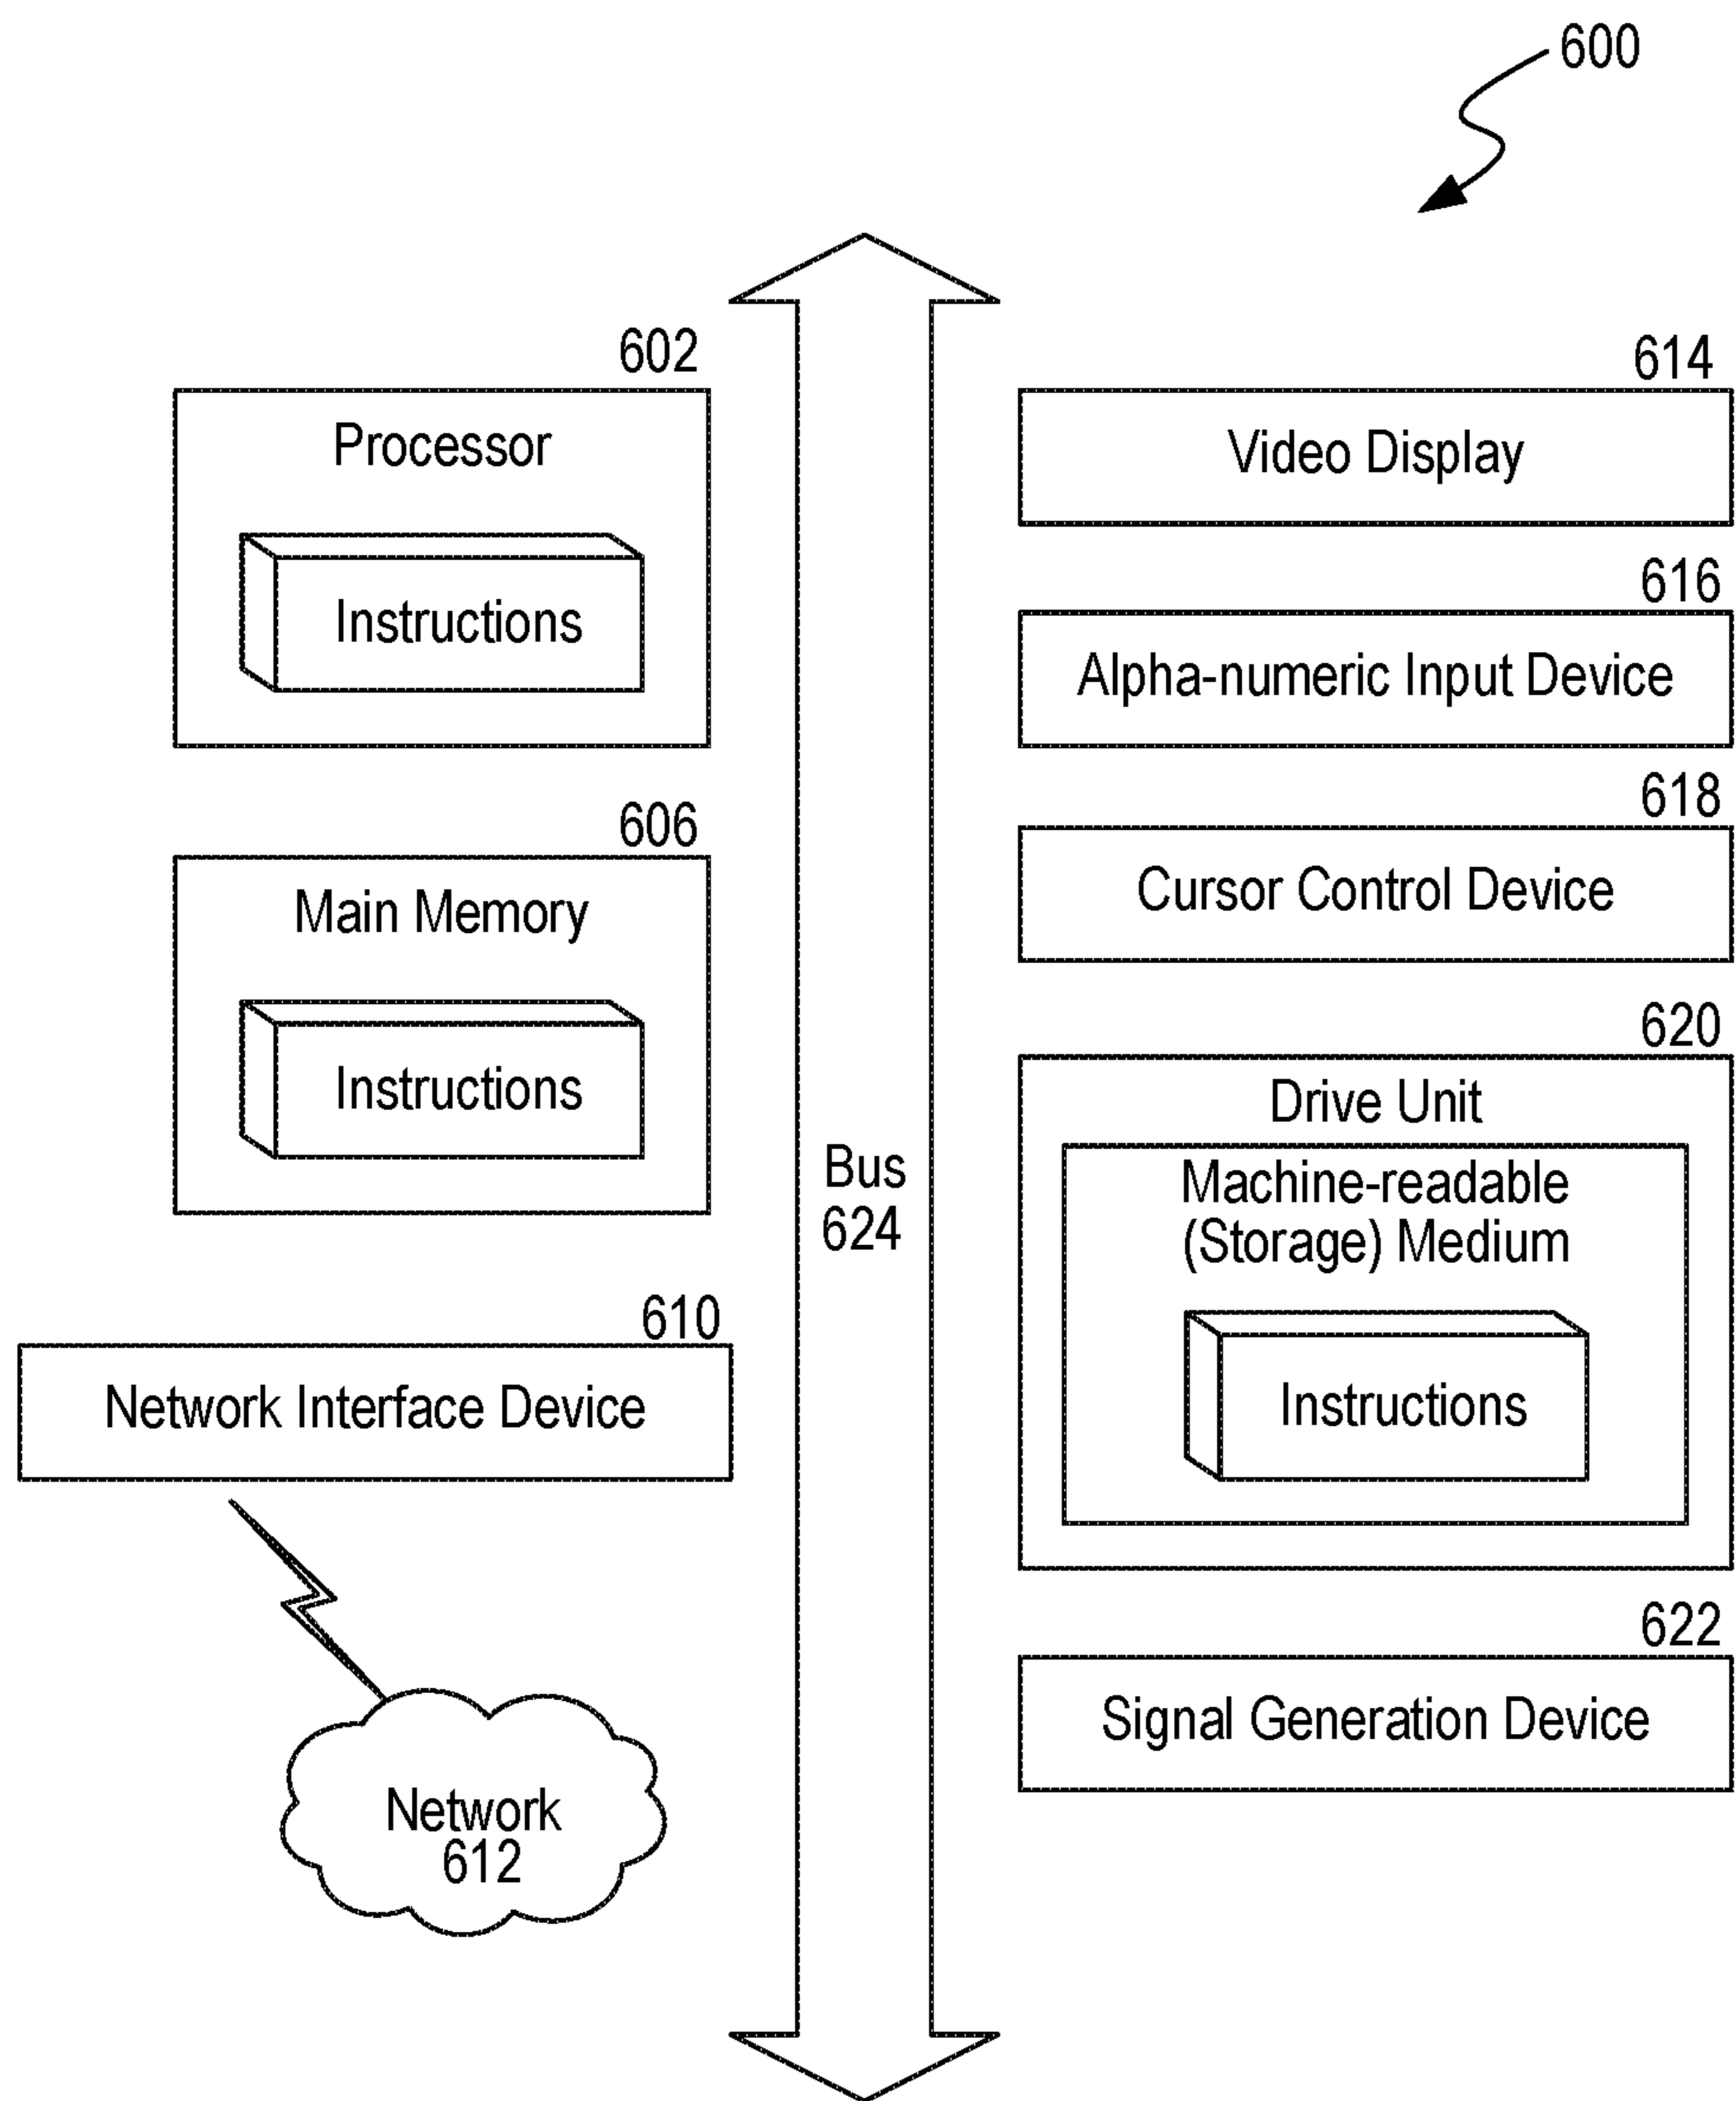 600
602
Processor
Instructions
606
Main Memory
Instructions
610
Network Interface Device
Network
612
Bus
624
614
Video Display
616
Alpha-numeric Input Device
618
Cursor Control Device
620
Drive Unit
Machine-readable
(Storage) Medium
Instructions
622
Signal Generation Device